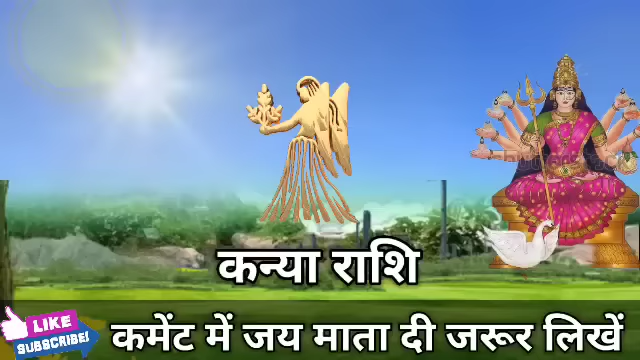 कन्या राशि
LIKE
SUBSCRIBE!
कमेंट में जय माता दी जरूर लिखें